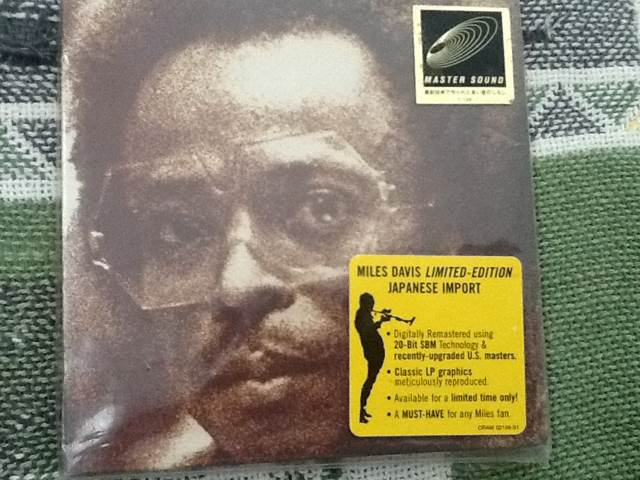 MASTER SOUND
MILES DAVIS LIMITED-EDITION
JAPANESE IMPORT
• Digitally Remastered using
20-Bit SBM Technology &
recently-upgraded U.S. masters.
• Classic LP graphics
meticulously reproduced.
• Available for a limited time only!
• A MUST-HAVE for any Miles fan.